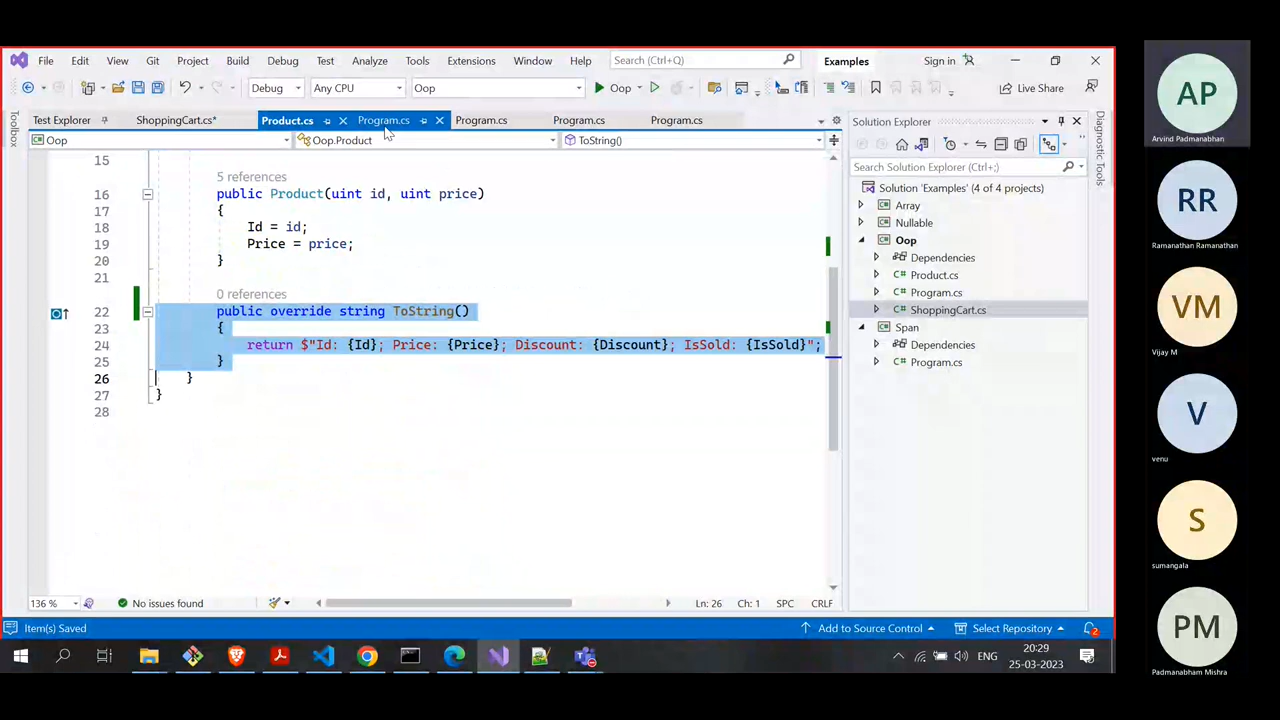 File Edit View Git Project Build Debug Test Analyze Tools Extensions Window Help Search (Ctrl+Q) Examples Sign in
Debug Any CPU Oop Oop Live Share
Toolbox
Test Explorer ShoppingCart.cs* Product.cs Program.cs Program.cs Program.cs Program.cs
Oop Oop.Product ToString()
15
5 references
16 public Product(uint id, uint price)
17 {
18 Id = id;
19 Price = price;
20 }
21
0 references
22 public override string ToString()
23 {
24 return $"Id: {Id}; Price: {Price}; Discount: {Discount}; IsSold: {IsSold}";
25 }
26 }
27 }
28
136 % No issues found Ln: 26 Ch: 1 SPC CRLF
Solution Explorer
Search Solution Explorer (Ctrl+;)
Solution 'Examples' (4 of 4 projects)
Array
Nullable
Oop
Dependencies
Product.cs
Program.cs
ShoppingCart.cs
Span
Dependencies
Program.cs
Diagnostic Tools
Item(s) Saved Add to Source Control Select Repository 2
ENG 20:29
25-03-2023
AP
Arvind Padmanabhan
RR
Ramanathan Ramanathan
VM
Vijay M
V
venu
S
sumangala
PM
Padmanabham Mishra